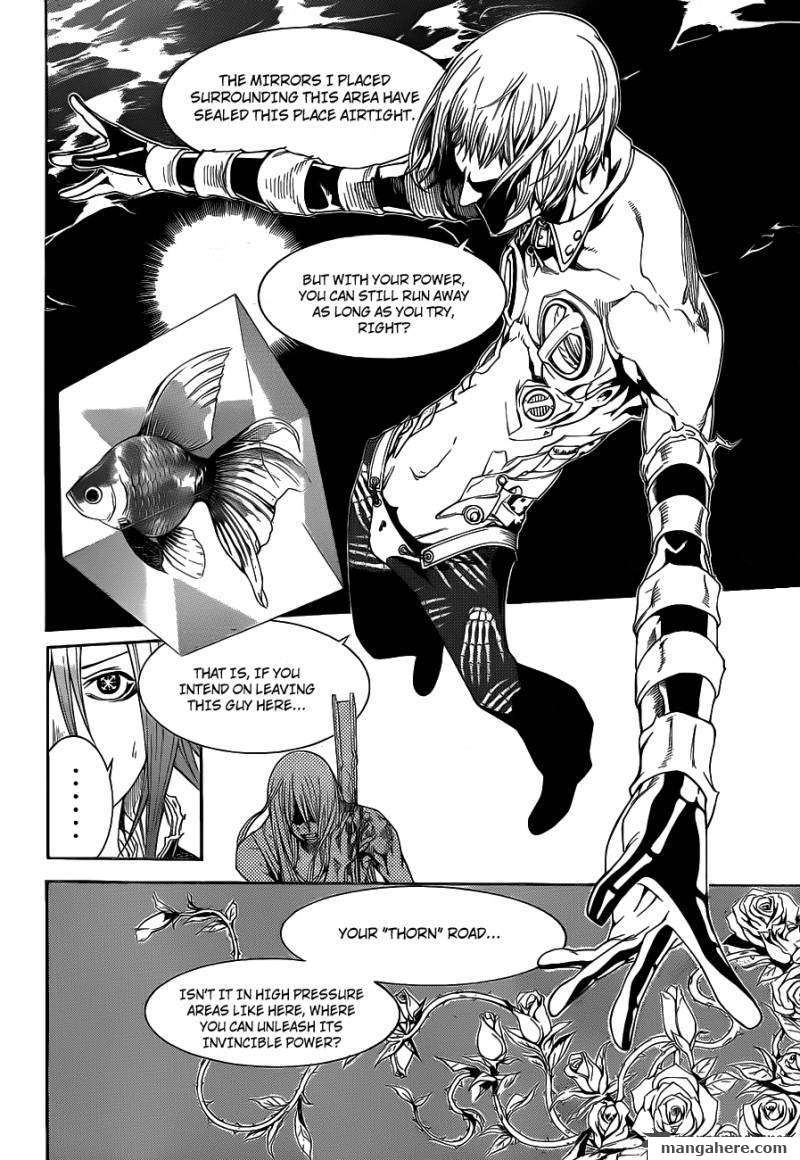 THE MIRRORS I PLACED
SURROUNDING THIS AREA HAVE
SEALED THIS PLACE AIRTIGHT.
BUT WITH YOUR POWER,
YOU CAN STILL RUN AWAY
AS LONG AS YOU TRY,
RIGHT?
THAT IS, IF YOU
INTEND ON LEAVING
THIS GUY HERE...
......
YOUR "THORN" ROAD...
ISN'T IT IN HIGH PRESSURE
AREAS LIKE HERE, WHERE
YOU CAN UNLEASH ITS
INVINCIBLE POWER?
mangahere.com